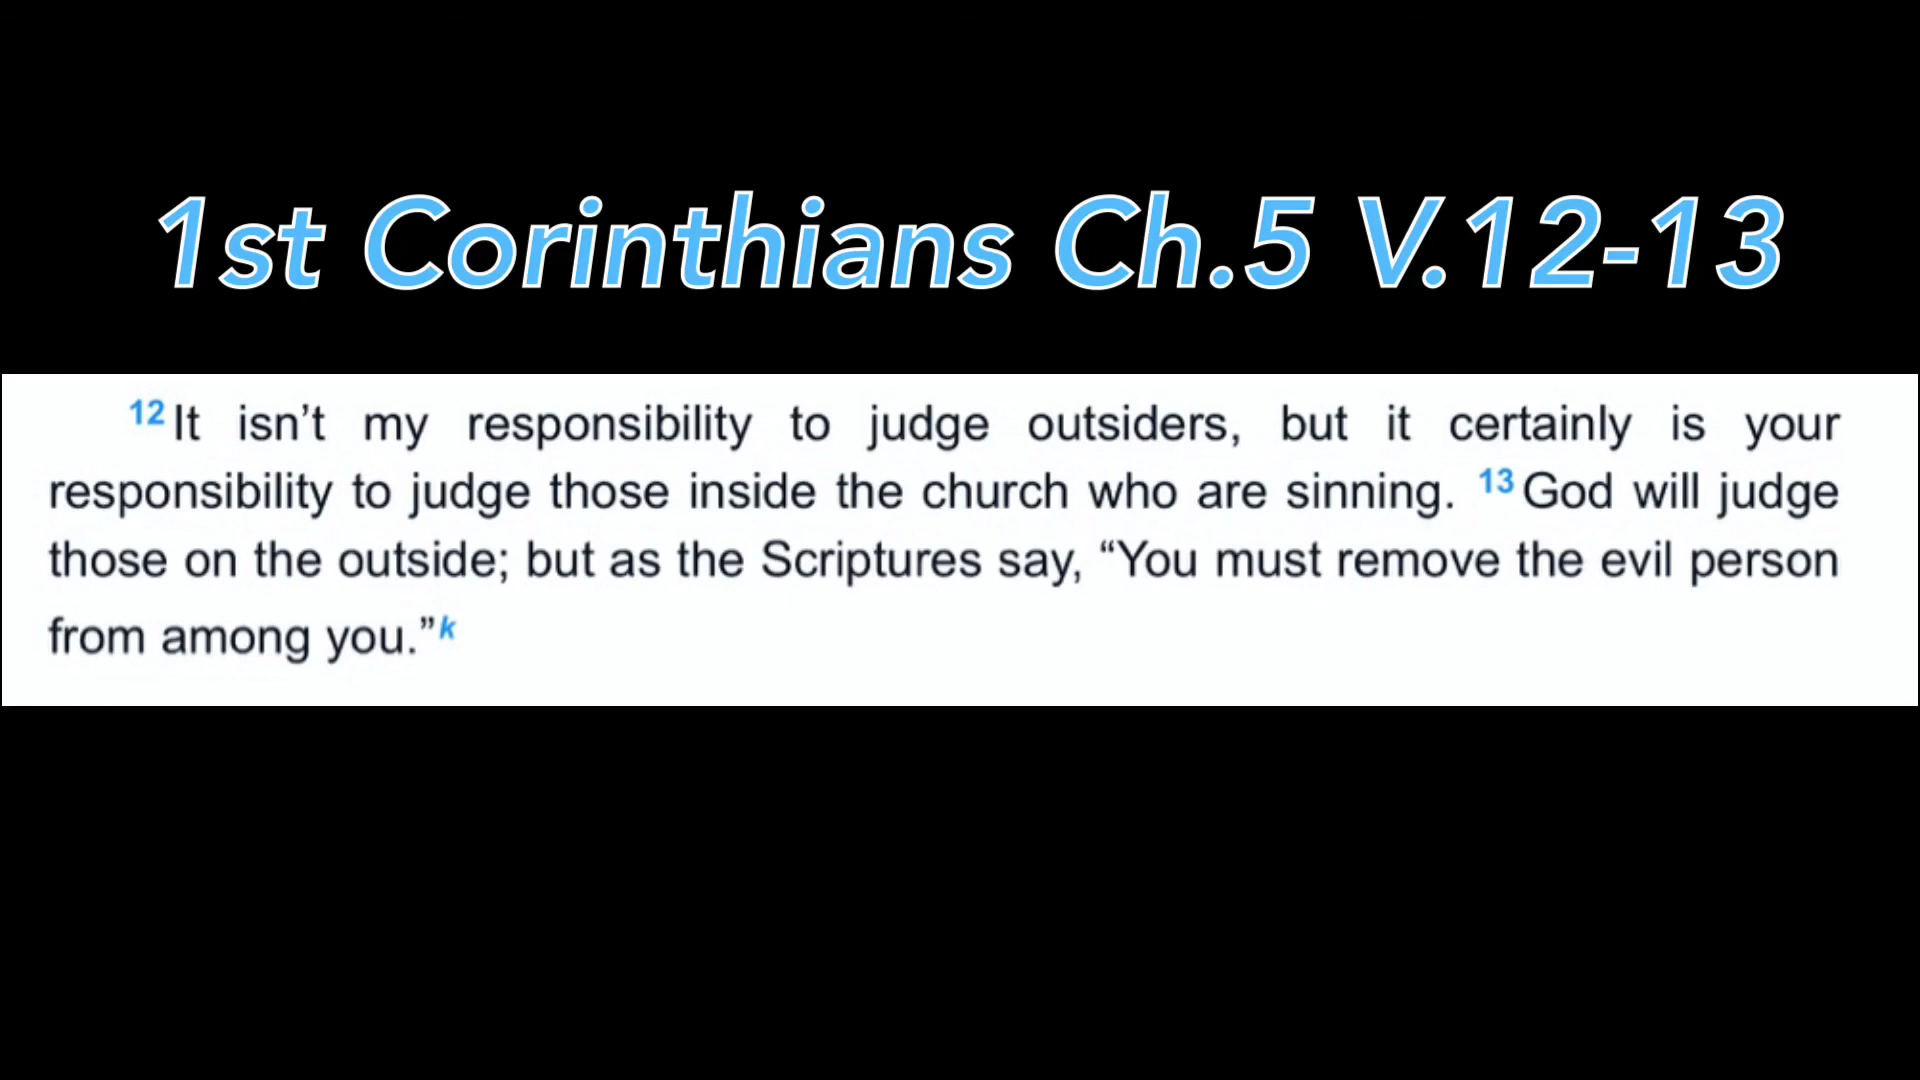 1st Corinthians Ch.5 V.12-13
12 It isn’t my responsibility to judge outsiders, but it certainly is your
responsibility to judge those inside the church who are sinning. 13 God will judge
those on the outside; but as the Scriptures say, “You must remove the evil person
from among you.”k